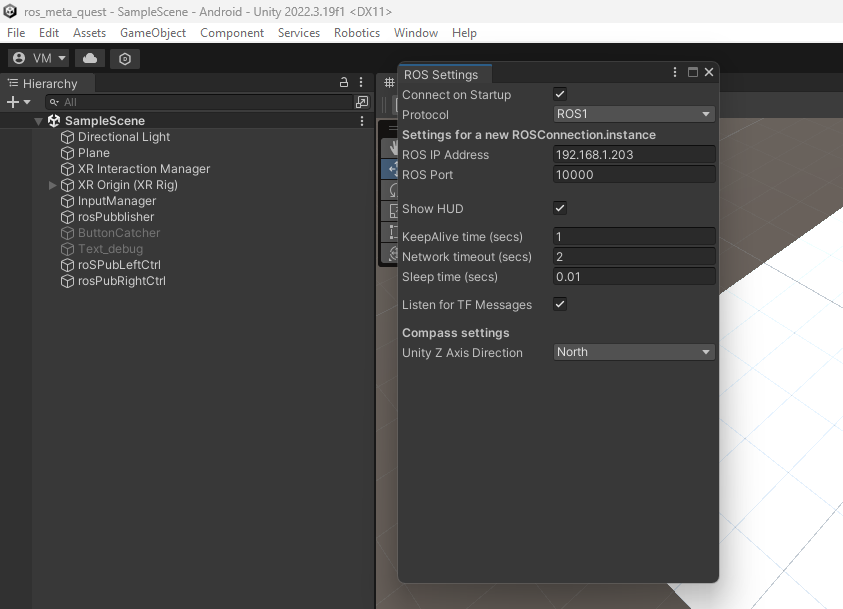 ros_meta_quest - SampleScene - Android - Unity 2022.3.19f1 <DX11>
File Edit Assets GameObject Component Services Robotics Window Help
VM
Hierarchy
All
SampleScene
Directional Light
Plane
XR Interaction Manager
XR Origin (XR Rig)
InputManager
rosPubblisher
ButtonCatcher
Text_debug
roSPubLeftCtrl
rosPubRightCtrl
ROS Settings
Connect on Startup
Protocol ROS1
Settings for a new ROSConnection.instance
ROS IP Address 192.168.1.203
ROS Port 10000
Show HUD
KeepAlive time (secs) 1
Network timeout (secs) 2
Sleep time (secs) 0.01
Listen for TF Messages
Compass settings
Unity Z Axis Direction North